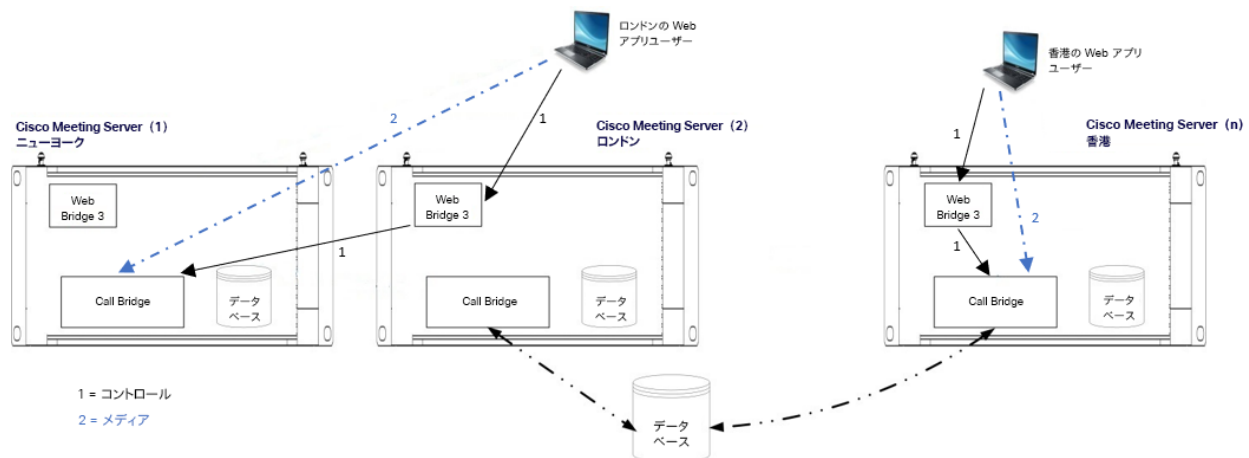 ロンドンの Web
アプリユーザー
香港の Web アプリ
ユーザー
2
1
1
Cisco Meeting Server（1）
ニューヨーク
Cisco Meeting Server（2）
ロンドン
Cisco Meeting Server（n）
香港
Web
Bridge 3
Web
Bridge 3
Web
Bridge 3
2
1
1
Call Bridge
データ
ベース
Call Bridge
データ
ベース
Call Bridge
データ
ベース
1 = コントロール
2 = メディア
データ
ベース